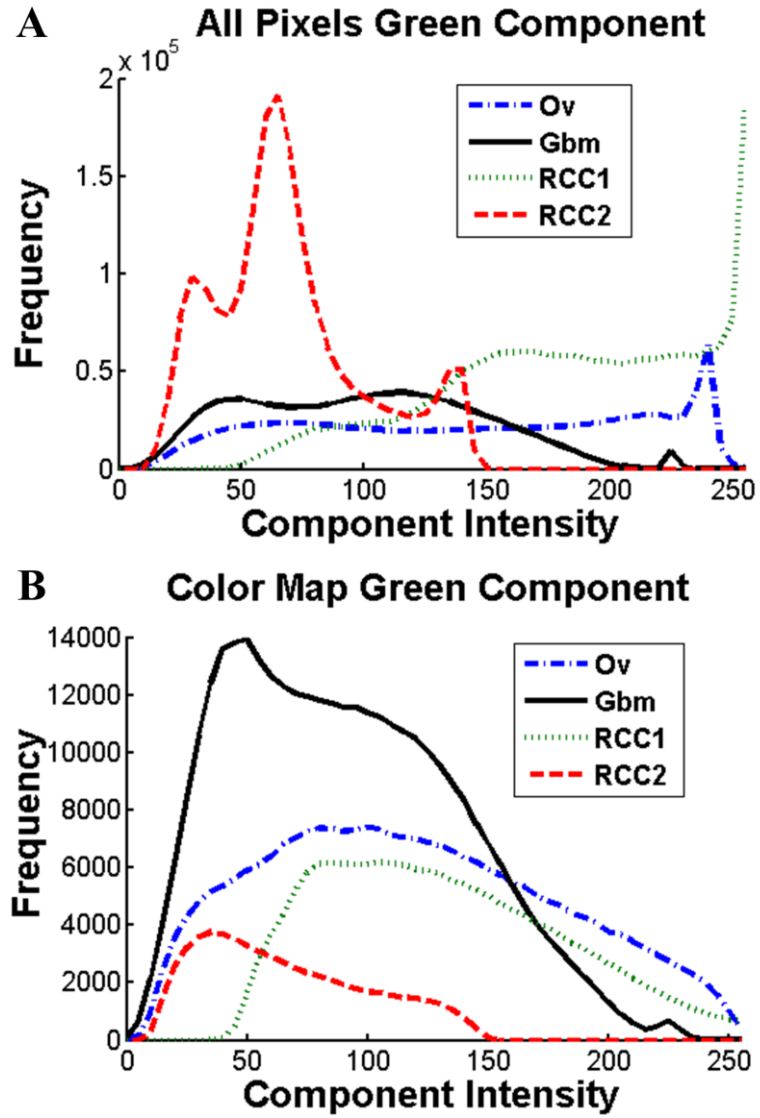 A
All Pixels Green Component
x 10^5
2
1.5
1
0.5
0
Frequency
Ov
Gbm
RCC1
RCC2
0 50 100 150 200 250
Component Intensity
B
Color Map Green Component
14000
12000
10000
8000
6000
4000
2000
0
Frequency
Ov
Gbm
RCC1
RCC2
0 50 100 150 200 250
Component Intensity